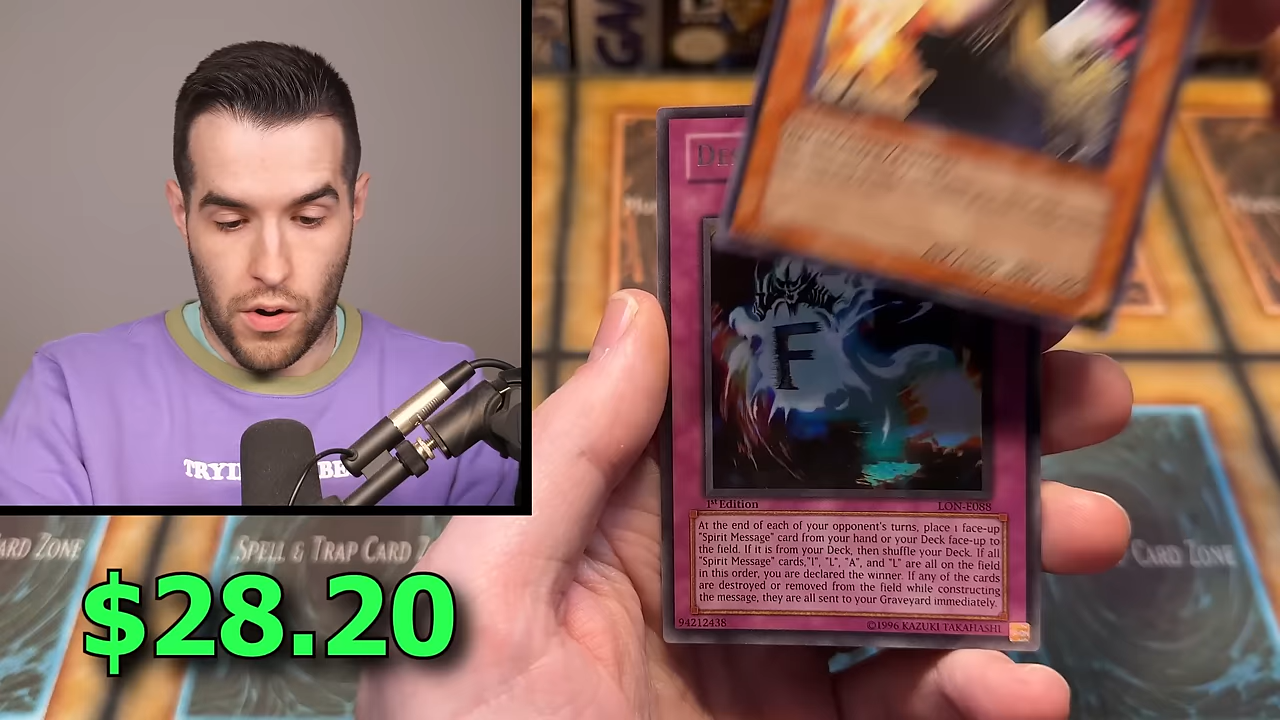 DES
F
1st Edition
LON-E088
At the end of each of your opponent's turns, place 1 face-up
"Spirit Message" card from your hand or your Deck face-up to
the field. If it is from your Deck, then shuffle your Deck. If all
"Spirit Message" cards,"I", "L", "A", and "L" are all on the field
in this order, you are declared the winner. If any of the cards
are destroyed or removed from the field while constructing
the message, they are all sent to your Graveyard immediately.
94212438
©1996 KAZUKI TAKAHASHI
ARD ZONE
SPELL & TRAP CARD Z
CARD ZONE
$28.20